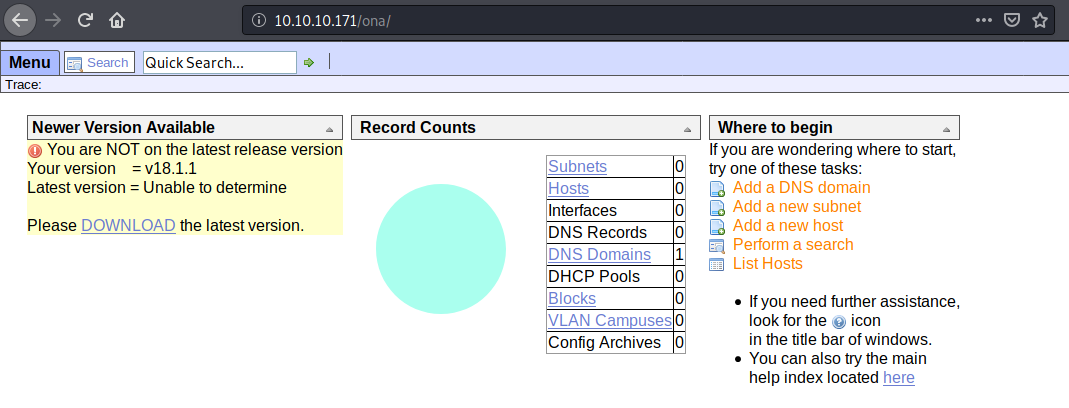 10.10.10.171/ona/
Menu Search Quick Search...
Trace:
Newer Version Available
You are NOT on the latest release version
Your version = v18.1.1
Latest version = Unable to determine
Please DOWNLOAD the latest version.
Record Counts
Subnets 0
Hosts 0
Interfaces 0
DNS Records 0
DNS Domains 1
DHCP Pools 0
Blocks 0
VLAN Campuses 0
Config Archives 0
Where to begin
If you are wondering where to start,
try one of these tasks:
Add a DNS domain
Add a new subnet
Add a new host
Perform a search
List Hosts
If you need further assistance,
look for the ? icon
in the title bar of windows.
You can also try the main
help index located here